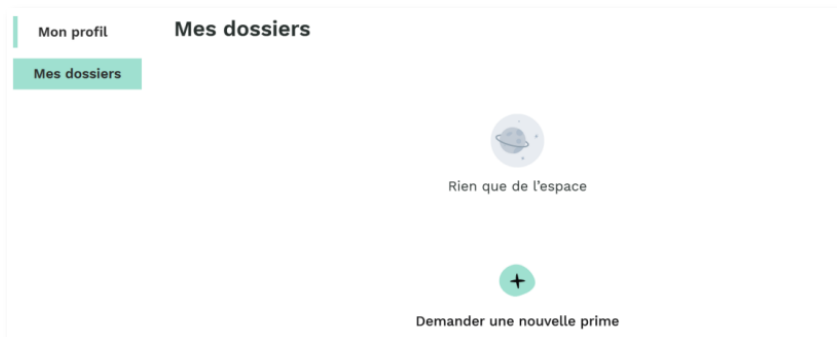 Mon profil
Mes dossiers
Mes dossiers
Rien que de l'espace
Demander une nouvelle prime